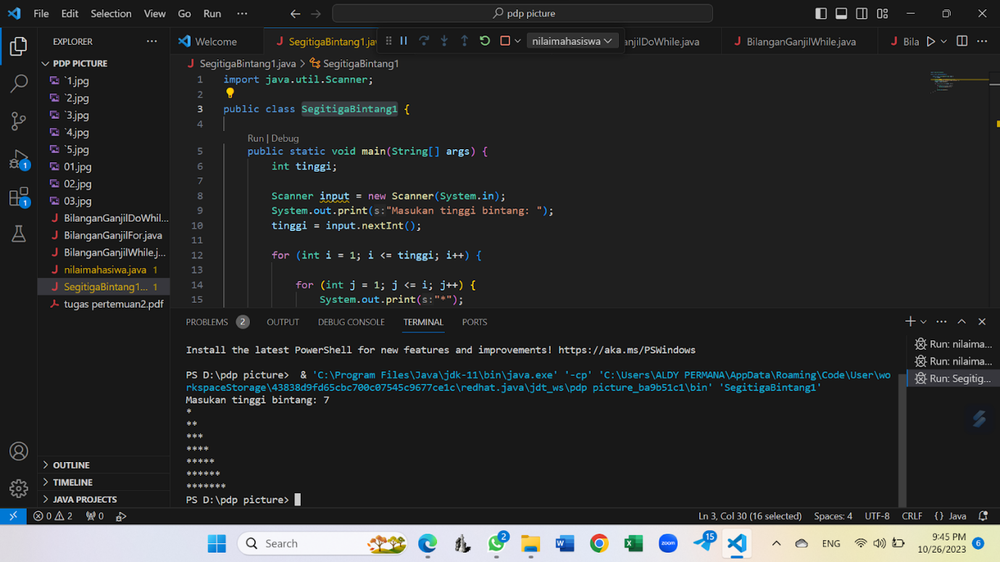 File Edit Selection View Go Run ··· pdp picture
EXPLORER ···
PDP PICTURE
`1.jpg
`2.jpg
`3.jpg
`4.jpg
`5.jpg
01.jpg
02.jpg
03.jpg
BilanganGanjilDoWhil...
BilanganGanjilFor.java
BilanganGanjilWhile.j...
nilaimahasiwa.java 1
SegitigaBintang1... 1
tugas pertemuan2.pdf
OUTLINE
TIMELINE
JAVA PROJECTS
1
1
Welcome SegitigaBintang1.jav nilaimahasiswa anjilDoWhile.java BilanganGanjilWhile.java Bila ···
SegitigaBintang1.java > SegitigaBintang1
1 import java.util.Scanner;
2
3 public class SegitigaBintang1 {
4
Run | Debug
5 public static void main(String[] args) {
6 int tinggi;
7
8 Scanner input = new Scanner(System.in);
9 System.out.print(s:"Masukan tinggi bintang: ");
10 tinggi = input.nextInt();
11
12 for (int i = 1; i <= tinggi; i++) {
13
14 for (int j = 1; j <= i; j++) {
15 System.out.print(s:"*");
PROBLEMS 2 OUTPUT DEBUG CONSOLE TERMINAL PORTS
Install the latest PowerShell for new features and improvements! https://aka.ms/PSWindows
PS D:\pdp picture> & 'C:\Program Files\Java\jdk-11\bin\java.exe' '-cp' 'C:\Users\ALDY PERMANA\AppData\Roaming\Code\User\wo
rkspaceStorage\43838d9fd65cbc700c07545c9677ce1c\redhat.java\jdt_ws\pdp picture_ba9b51c1\bin' 'SegitigaBintang1'
Masukan tinggi bintang: 7
*
**
***
****
*****
******
*******
PS D:\pdp picture>
Run: nilaima...
Run: nilaima...
Run: Segitig...
0 2 0 Ln 3, Col 30 (16 selected) Spaces: 4 UTF-8 CRLF {} Java
Search 2 W zoom 15 ENG 9:45 PM 6
10/26/2023